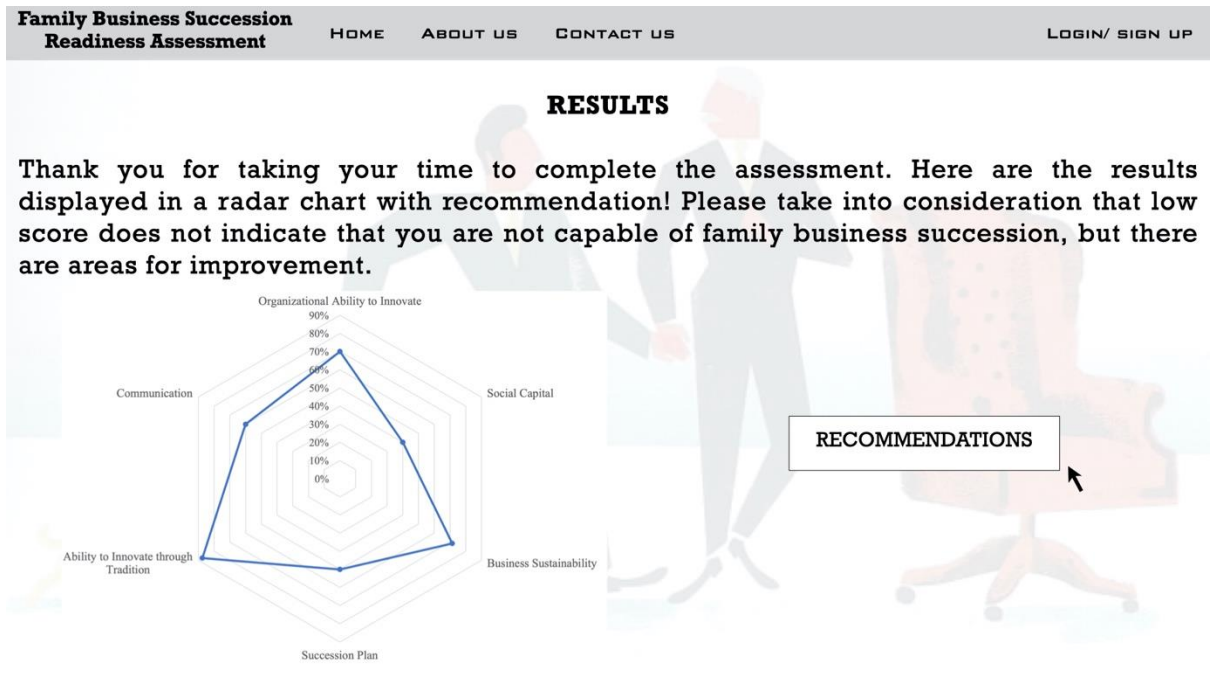 Family Business Succession
Readiness Assessment
HOME
ABOUT US
CONTACT US
LOGIN/ SIGN UP
RESULTS
Thank you for taking your time to complete the assessment. Here are the results
displayed in a radar chart with recommendation! Please take into consideration that low
score does not indicate that you are not capable of family business succession, but there
are areas for improvement.
Organizational Ability to Innovate
90%
80%
70%
60%
50%
40%
30%
20%
10%
0%
Communication
Social Capital
Ability to Innovate through
Tradition
Business Sustainability
Succession Plan
RECOMMENDATIONS